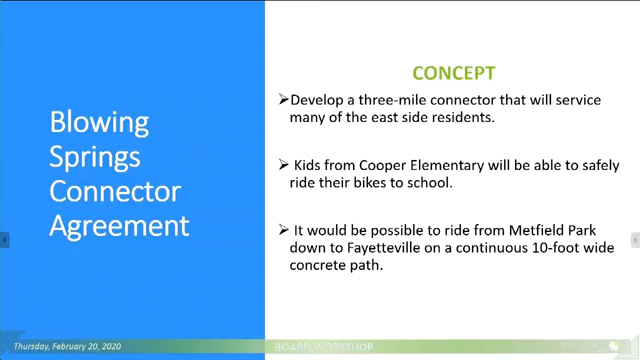 Blowing
Springs
Connector
Agreement
CONCEPT
➢Develop a three-mile connector that will service
many of the east side residents.
➢ Kids from Cooper Elementary will be able to safely
ride their bikes to school.
➢ It would be possible to ride from Metfield Park
down to Fayetteville on a continuous 10-foot wide
concrete path.
Thursday, February 20, 2020
BOARD WORKSHOP